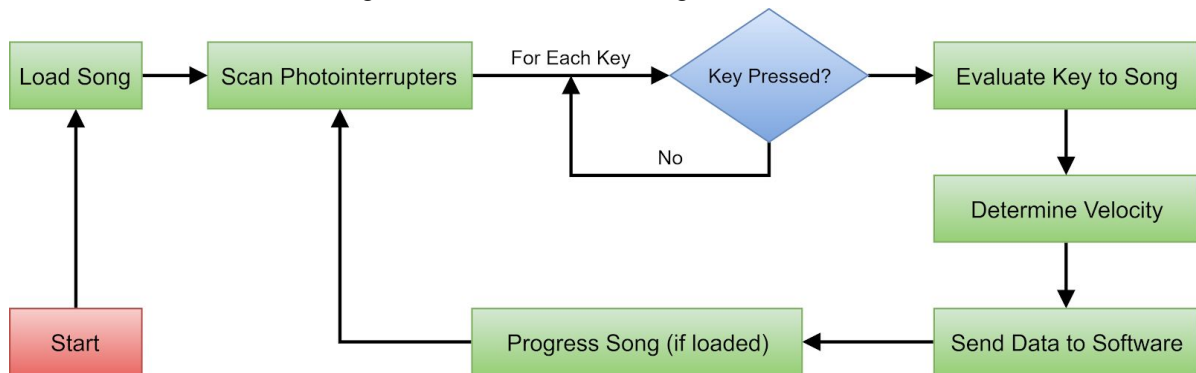 Load Song
Scan Photointerrupters
For Each Key
Key Pressed?
Evaluate Key to Song
No
Determine Velocity
Start
Progress Song (if loaded)
Send Data to Software